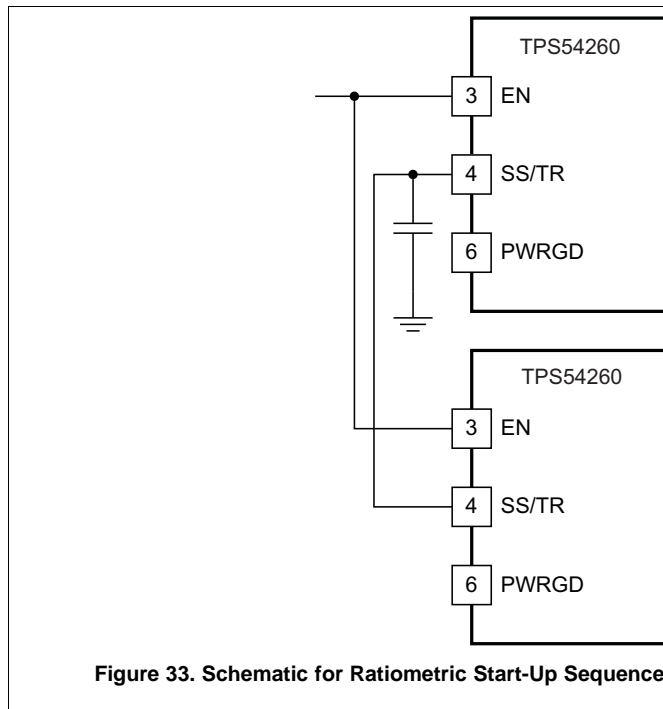 TPS54260
3 EN
4 SS/TR
6 PWRGD
TPS54260
3 EN
4 SS/TR
6 PWRGD
Figure 33. Schematic for Ratiometric Start-Up Sequence